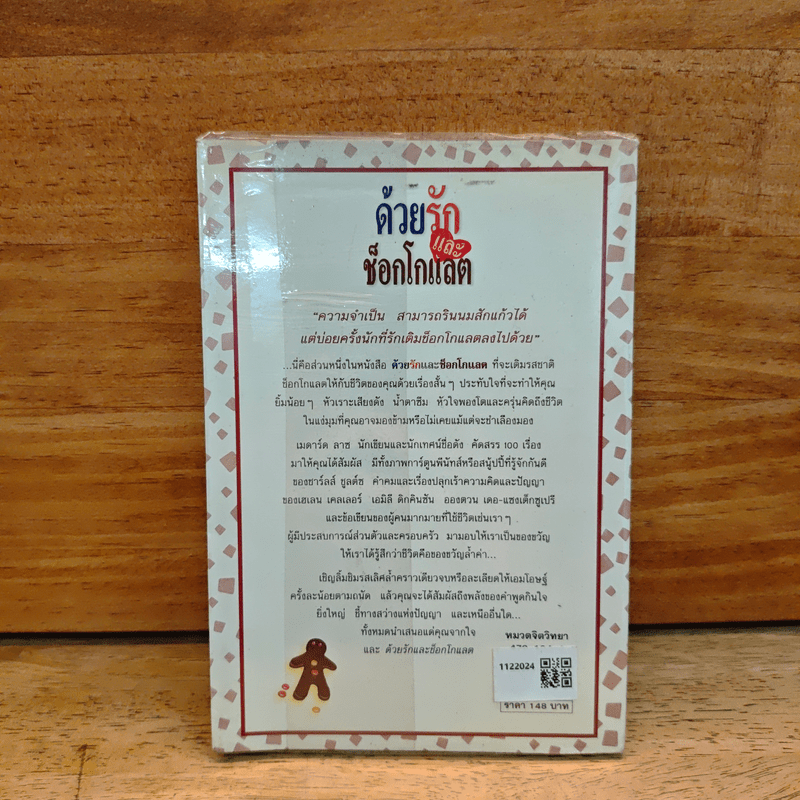 ด้วยรัก
และ
ช็อกโกแลต
“ความจำเป็น สามารถรินนมสักแก้วได้
แต่บ่อยครั้งนักที่รักเติมช็อกโกแลตลงไปด้วย”
...นี่คือส่วนหนึ่งในหนังสือ ด้วยรักและช็อกโกแลต ที่จะเติมรสชาติ
ช็อกโกแลตให้กับชีวิตของคุณด้วยเรื่องสั้น ๆ ประทับใจที่จะทำให้คุณ
ยิ้มน้อย ๆ หัวเราะเสียงดัง น้ำตาซึม หัวใจพองโตและครุ่นคิดถึงชีวิต
ในแง่มุมที่คุณอาจมองข้ามหรือไม่เคยแม้แต่จะชำเลืองมอง
เมดาร์ด ลาซ นักเขียนและนักเทศน์ชื่อดัง คัดสรร 100 เรื่อง
มาให้คุณได้สัมผัส มีทั้งภาพการ์ตูนพีนัทส์หรือสนู้ปปี้ที่รู้จักกันดี
ของชาร์ลส์ ชูลต์ซ คำคมและเรื่องปลุกเร้าความคิดและปัญญา
ของเฮเลน เคลเลอร์ เอมิลี ดิกคินซัน อองตวน เดอ-แซงเต็กซูเปรี
และข้อเขียนของผู้คนมากมายที่ใช้ชีวิตเช่นเรา ๆ
ผู้มีประสบการณ์ส่วนตัวและครอบครัว มามอบให้เราเป็นของขวัญ
ให้เราได้รู้สึกว่าชีวิตคือของขวัญล้ำค่า...
เชิญลิ้มชิมรสเลิศล้ำคราวเดียวจบหรือละเลียดให้เอมโอษฐ์
ครั้งละน้อยตามถนัด แล้วคุณจะได้สัมผัสถึงพลังของคำพูดกินใจ
ยิ่งใหญ่ ชี้ทางสว่างแห่งปัญญา และเหนืออื่นใด...
ทั้งหมดนำเสนอแด่คุณจากใจ
และ ด้วยรักและช็อกโกแลต
หมวดจิตวิทยา
1122024
ราคา 148 บาท